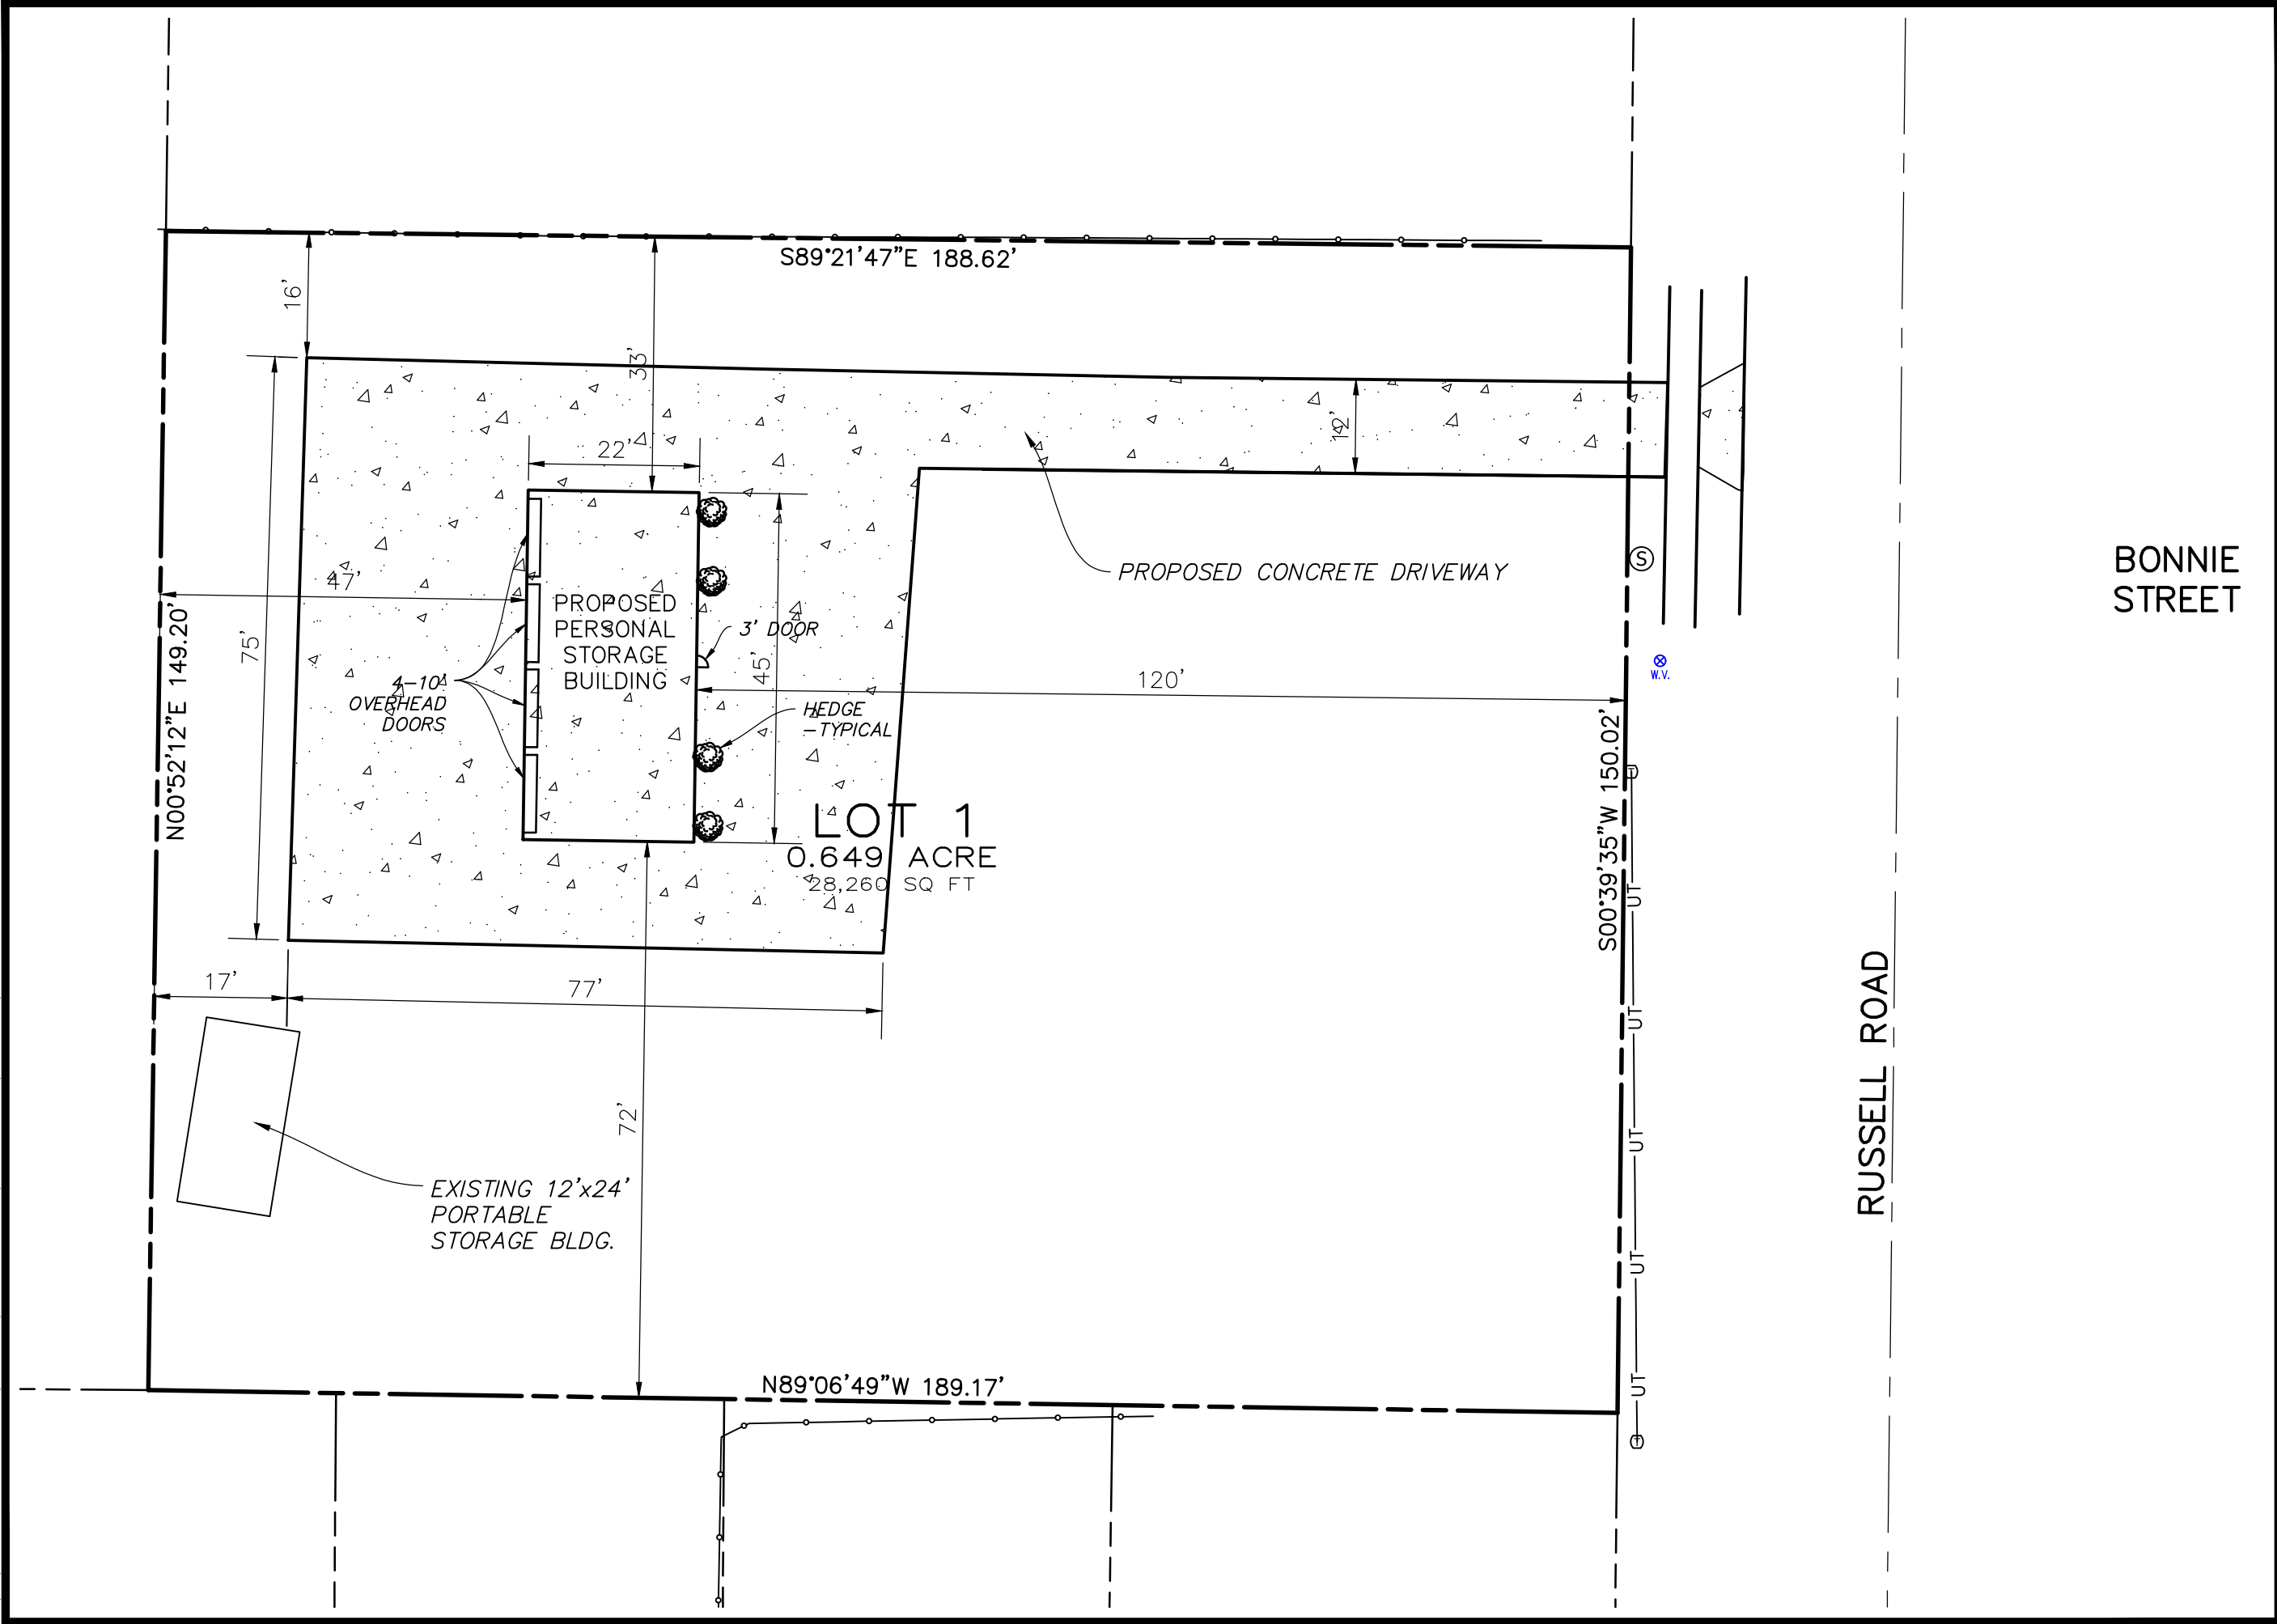 S89°21'47"E 188.62'
16'
33'
12'
22'
BONNIE
STREET
S
PROPOSED CONCRETE DRIVEWAY
47'
PROPOSED
PERSONAL
STORAGE
BUILDING
3' DOOR
45'
75'
N00°52'12"E 149.20'
4-10'
OVERHEAD
DOORS
120'
W.V.
HEDGE
-TYPICAL
S00°39'35"W 150.02'
LOT 1
0.649 ACRE
28,260 SQ FT
T
UT
UT
UT
UT
UT
T
17'
77'
RUSSELL ROAD
72'
EXISTING 12'x24'
PORTABLE
STORAGE BLDG.
N89°06'49"W 189.17'